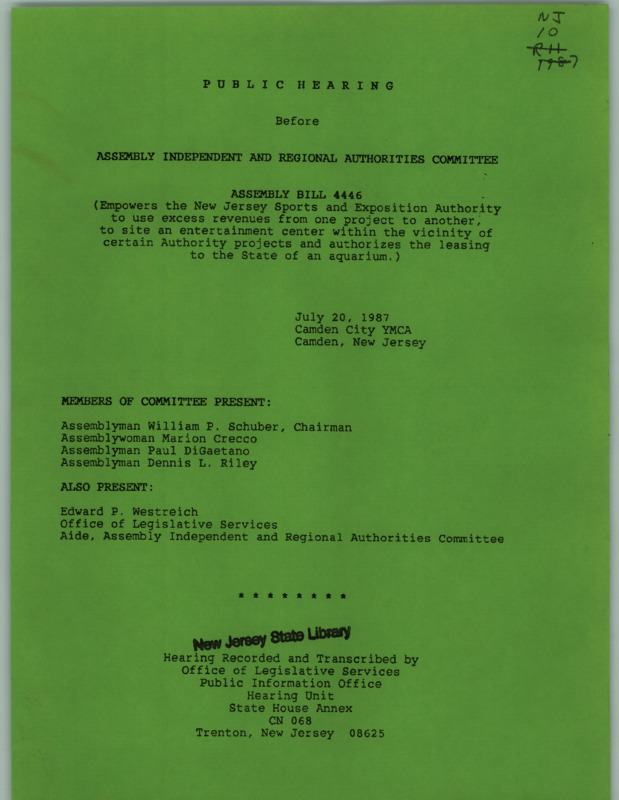 NJ
10
RH
1987
PUBLIC HEARING
Before
ASSEMBLY INDEPENDENT AND REGIONAL AUTHORITIES COMMITTEE
ASSEMBLY BILL 4446
(Empowers the New Jersey Sports and Exposition Authority
to use excess revenues from one project to another,
to site an entertainment center within the vicinity of
certain Authority projects and authorizes the leasing
to the State of an aquarium.)
July 20, 1987
Camden City YMCA
Camden, New Jersey
MEMBERS OF COMMITTEE PRESENT:
Assemblyman William P. Schuber, Chairman
Assemblywoman Marion Crecco
Assemblyman Paul DiGaetano
Assemblyman Dennis L. Riley
ALSO PRESENT:
Edward P. Westreich
Office of Legislative Services
Aide, Assembly Independent and Regional Authorities Committee
* * * * * * * *
New Jersey State Library
Hearing Recorded and Transcribed by
Office of Legislative Services
Public Information Office
Hearing Unit
State House Annex
CN 068
Trenton, New Jersey 08625